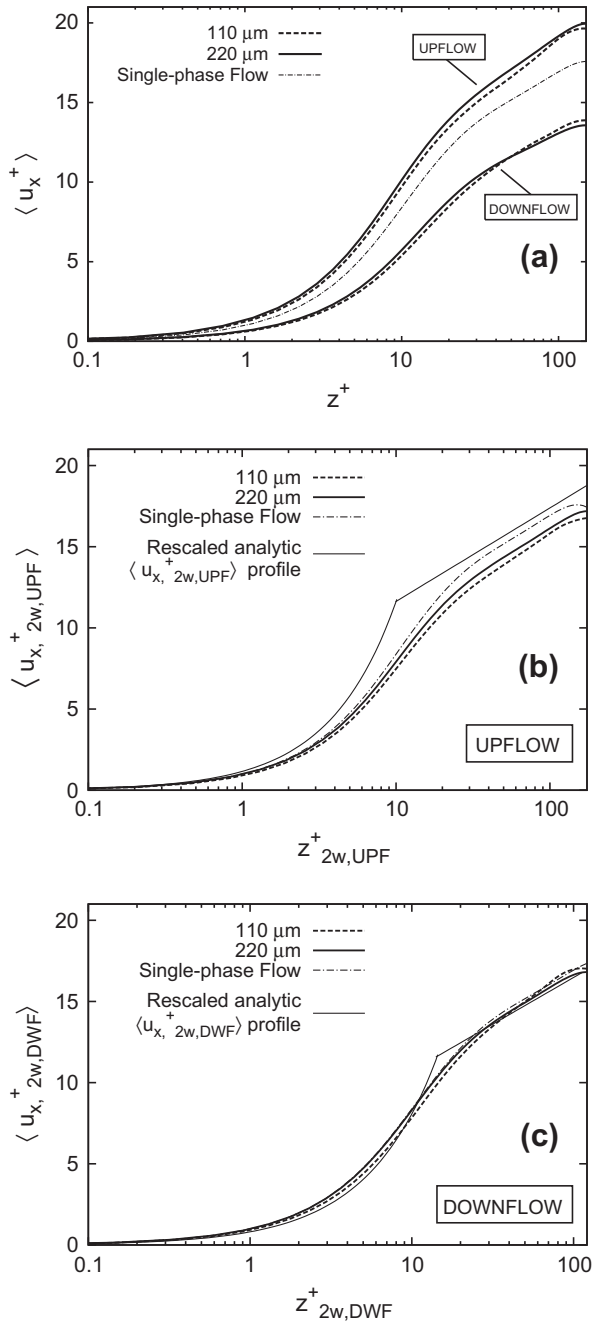 20
15
10
5
0
0.1
1
10
100
110 μm
220 μm
Single-phase Flow
UPFLOW
DOWNFLOW
(a)
⟨ u_x^+ ⟩
z^+
20
15
10
5
0
0.1
1
10
100
110 μm
220 μm
Single-phase Flow
Rescaled analytic
⟨ u_x,^+_2w,UPF⟩ profile
(b)
UPFLOW
⟨ u_x,^+_2w,UPF⟩
z^+_2w,UPF
20
15
10
5
0
0.1
1
10
100
110 μm
220 μm
Single-phase Flow
Rescaled analytic
⟨u_x,^+_2w,DWF⟩ profile
(c)
DOWNFLOW
⟨ u_x,^+_2w,DWF⟩
z^+_2w,DWF